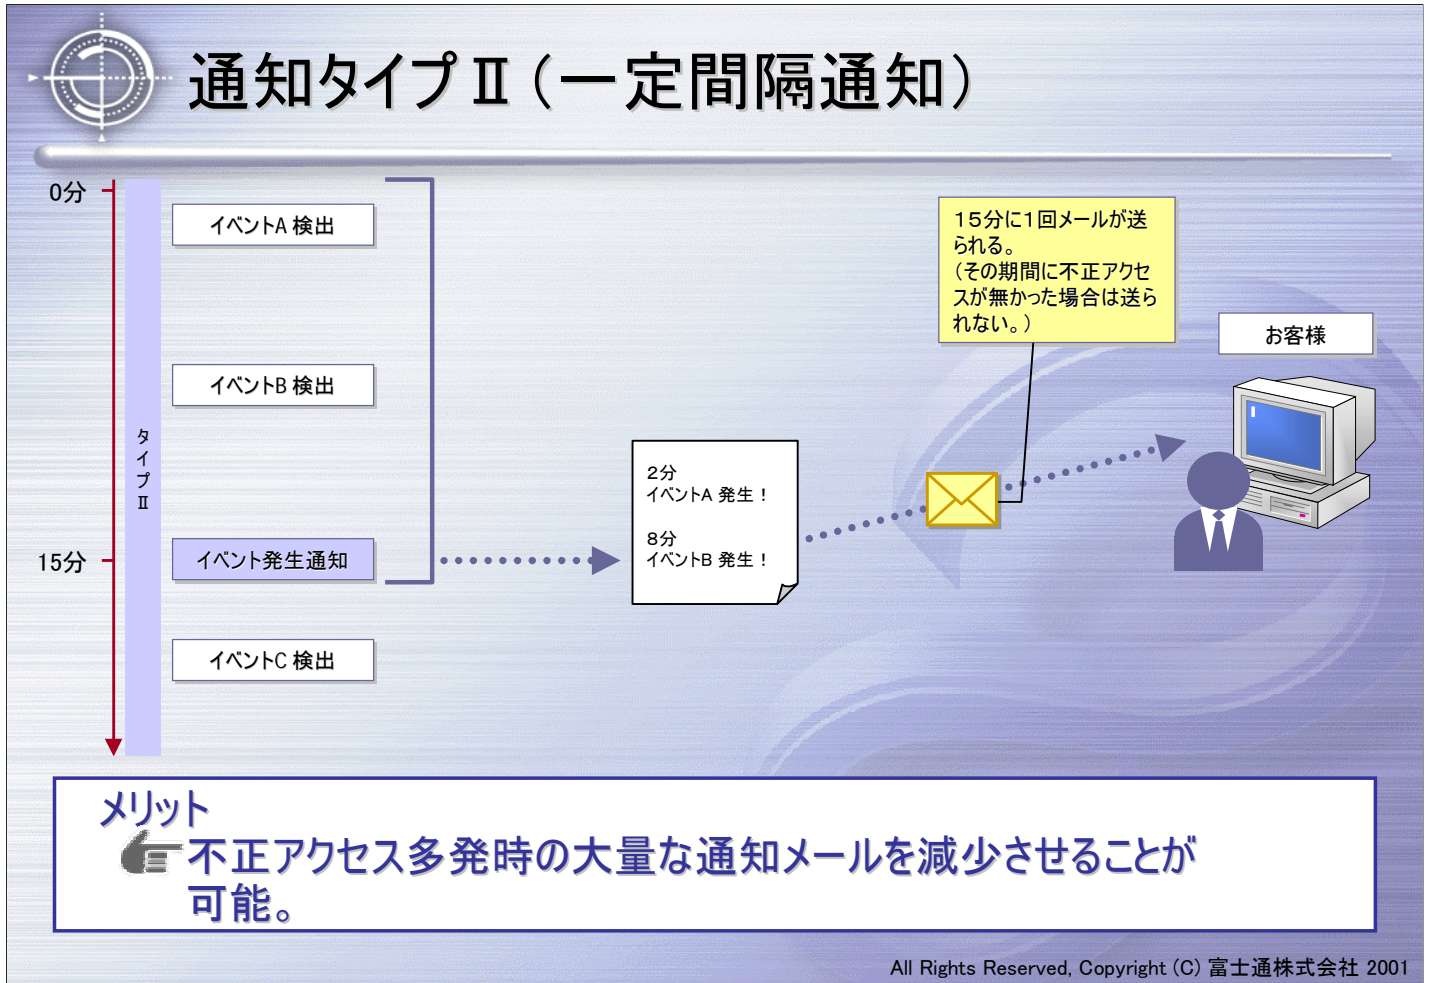 通知タイプⅡ（一定間隔通知）
0分
イベントA 検出
15分に1回メールが送
られる。
（その期間に不正アクセ
スが無かった場合は送ら
れない。）
お客様
イベントB 検出
タイプⅡ
2分
イベントA 発生！
8分
イベントB 発生！
15分
イベント発生通知
イベントC 検出
メリット
不正アクセス多発時の大量な通知メールを減少させることが
可能。
All Rights Reserved, Copyright (C) 富士通株式会社 2001